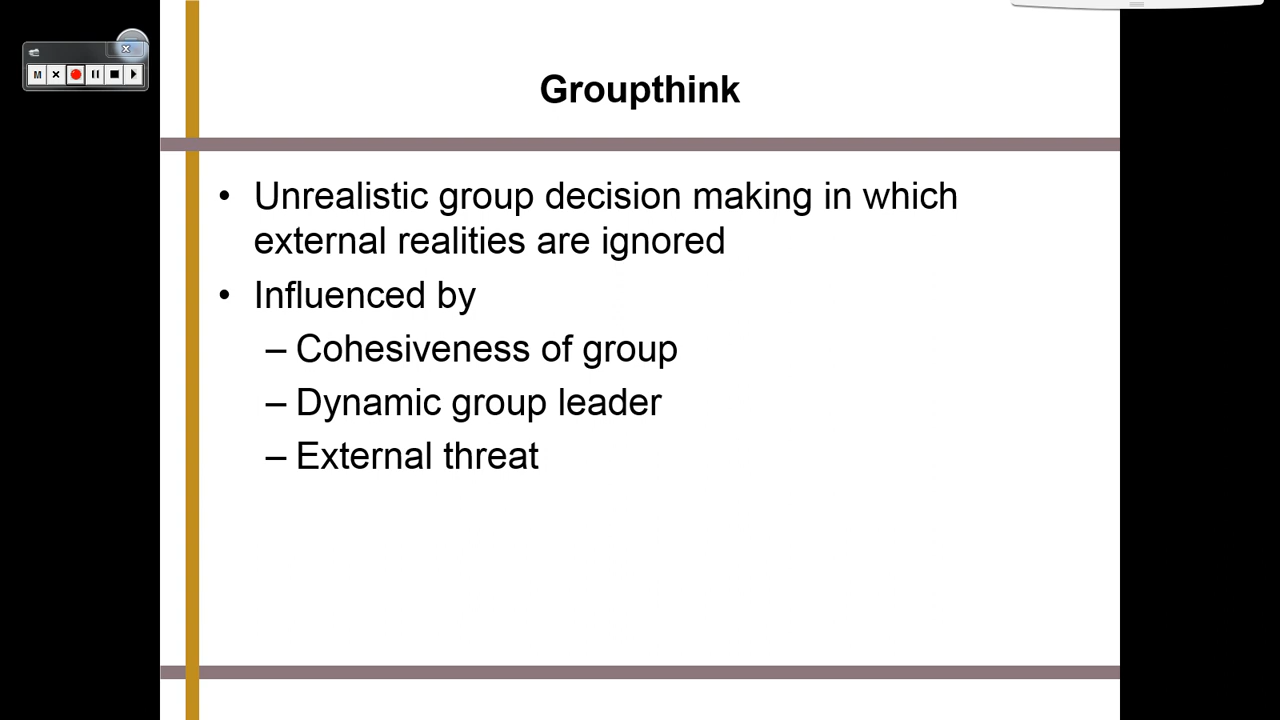 M
Groupthink
• Unrealistic group decision making in which
external realities are ignored
• Influenced by
– Cohesiveness of group
– Dynamic group leader
– External threat